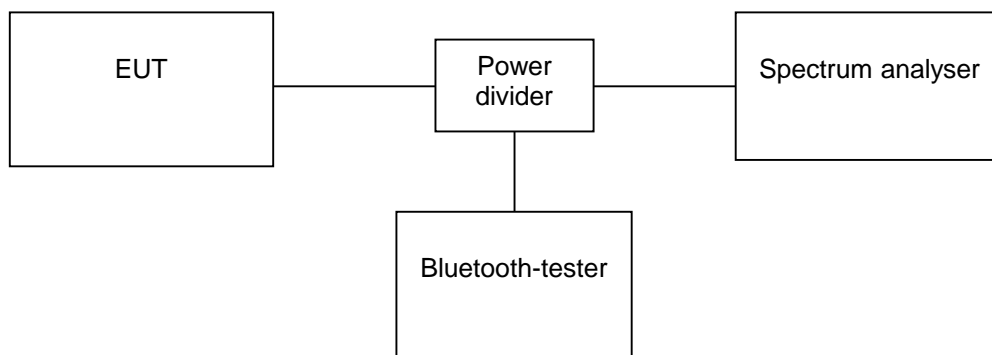 EUT
Power
divider
Spectrum analyser
Bluetooth-tester